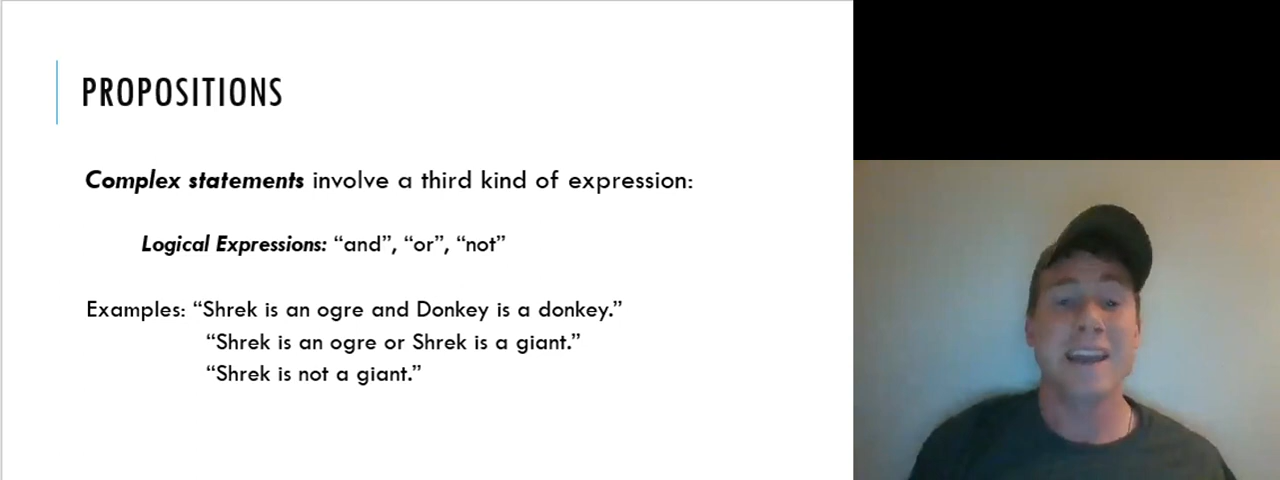 PROPOSITIONS
Complex statements involve a third kind of expression:
Logical Expressions: “and”, “or”, “not”
Examples: “Shrek is an ogre and Donkey is a donkey.”
“Shrek is an ogre or Shrek is a giant.”
“Shrek is not a giant.”